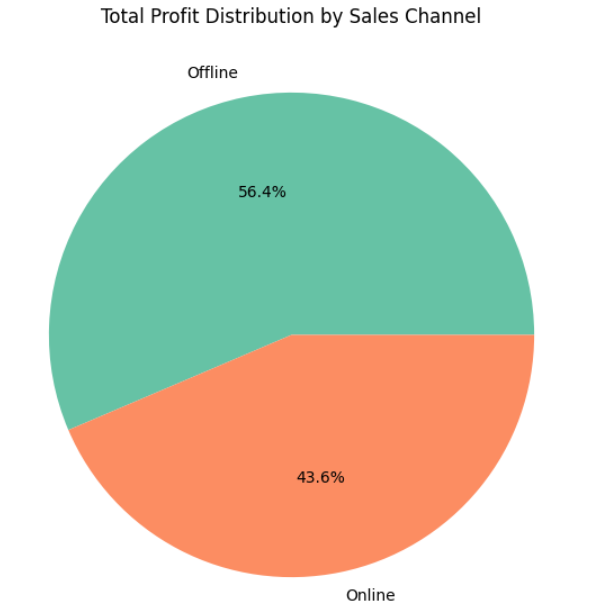 Total Profit Distribution by Sales Channel
Offline
56.4%
43.6%
Online